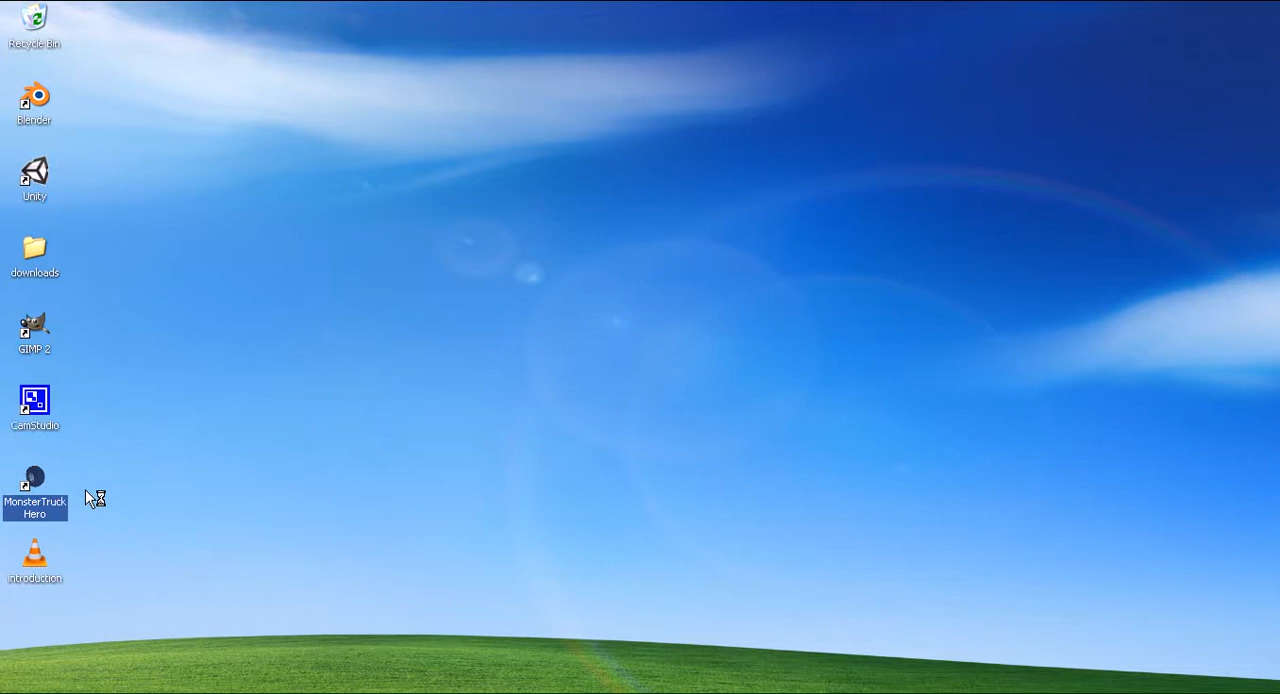 Recycle Bin
Blender
Unity
downloads
GIMP 2
CamStudio
MonsterTruck
Hero
introduction